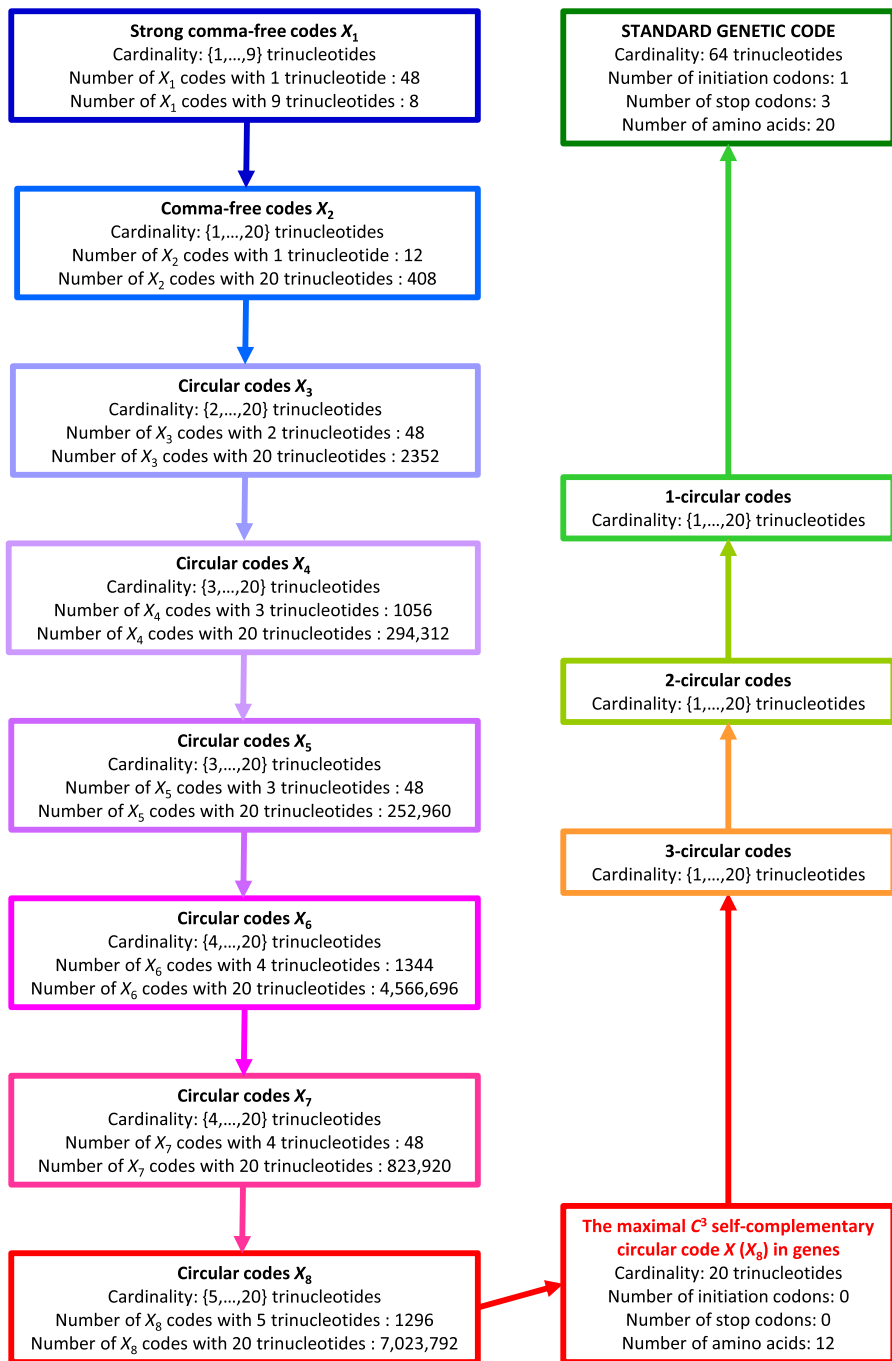 Strong comma-free codes X₁
Cardinality: {1,…,9} trinucleotides
Number of X₁ codes with 1 trinucleotide : 48
Number of X₁ codes with 9 trinucleotides : 8
Comma-free codes X₂
Cardinality: {1,…,20} trinucleotides
Number of X₂ codes with 1 trinucleotide : 12
Number of X₂ codes with 20 trinucleotides : 408
Circular codes X₃
Cardinality: {2,…,20} trinucleotides
Number of X₃ codes with 2 trinucleotides : 48
Number of X₃ codes with 20 trinucleotides : 2352
Circular codes X₄
Cardinality: {3,…,20} trinucleotides
Number of X₄ codes with 3 trinucleotides : 1056
Number of X₄ codes with 20 trinucleotides : 294,312
Circular codes X₅
Cardinality: {3,…,20} trinucleotides
Number of X₅ codes with 3 trinucleotides : 48
Number of X₅ codes with 20 trinucleotides : 252,960
Circular codes X₆
Cardinality: {4,…,20} trinucleotides
Number of X₆ codes with 4 trinucleotides : 1344
Number of X₆ codes with 20 trinucleotides : 4,566,696
Circular codes X₇
Cardinality: {4,…,20} trinucleotides
Number of X₇ codes with 4 trinucleotides : 48
Number of X₇ codes with 20 trinucleotides : 823,920
Circular codes X₈
Cardinality: {5,…,20} trinucleotides
Number of X₈ codes with 5 trinucleotides : 1296
Number of X₈ codes with 20 trinucleotides : 7,023,792
The maximal C³ self-complementary
circular code X (X₈) in genes
Cardinality: 20 trinucleotides
Number of initiation codons: 0
Number of stop codons: 0
Number of amino acids: 12
3-circular codes
Cardinality: {1,…,20} trinucleotides
2-circular codes
Cardinality: {1,…,20} trinucleotides
1-circular codes
Cardinality: {1,…,20} trinucleotides
STANDARD GENETIC CODE
Cardinality: 64 trinucleotides
Number of initiation codons: 1
Number of stop codons: 3
Number of amino acids: 20